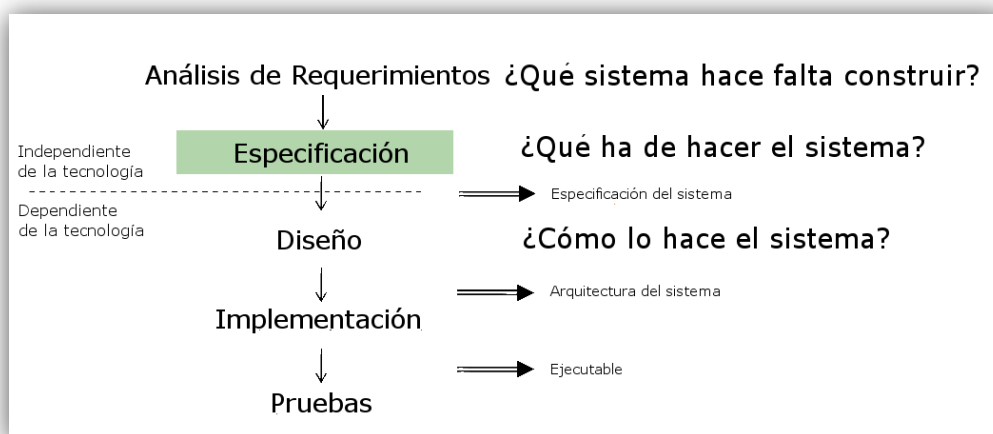 Análisis de Requerimientos ¿Qué sistema hace falta construir?
Especificación ¿Qué ha de hacer el sistema?
Independiente
de la tecnología
Especificación del sistema
Dependiente
de la tecnología
Diseño ¿Cómo lo hace el sistema?
Arquitectura del sistema
Implementación
Ejecutable
Pruebas